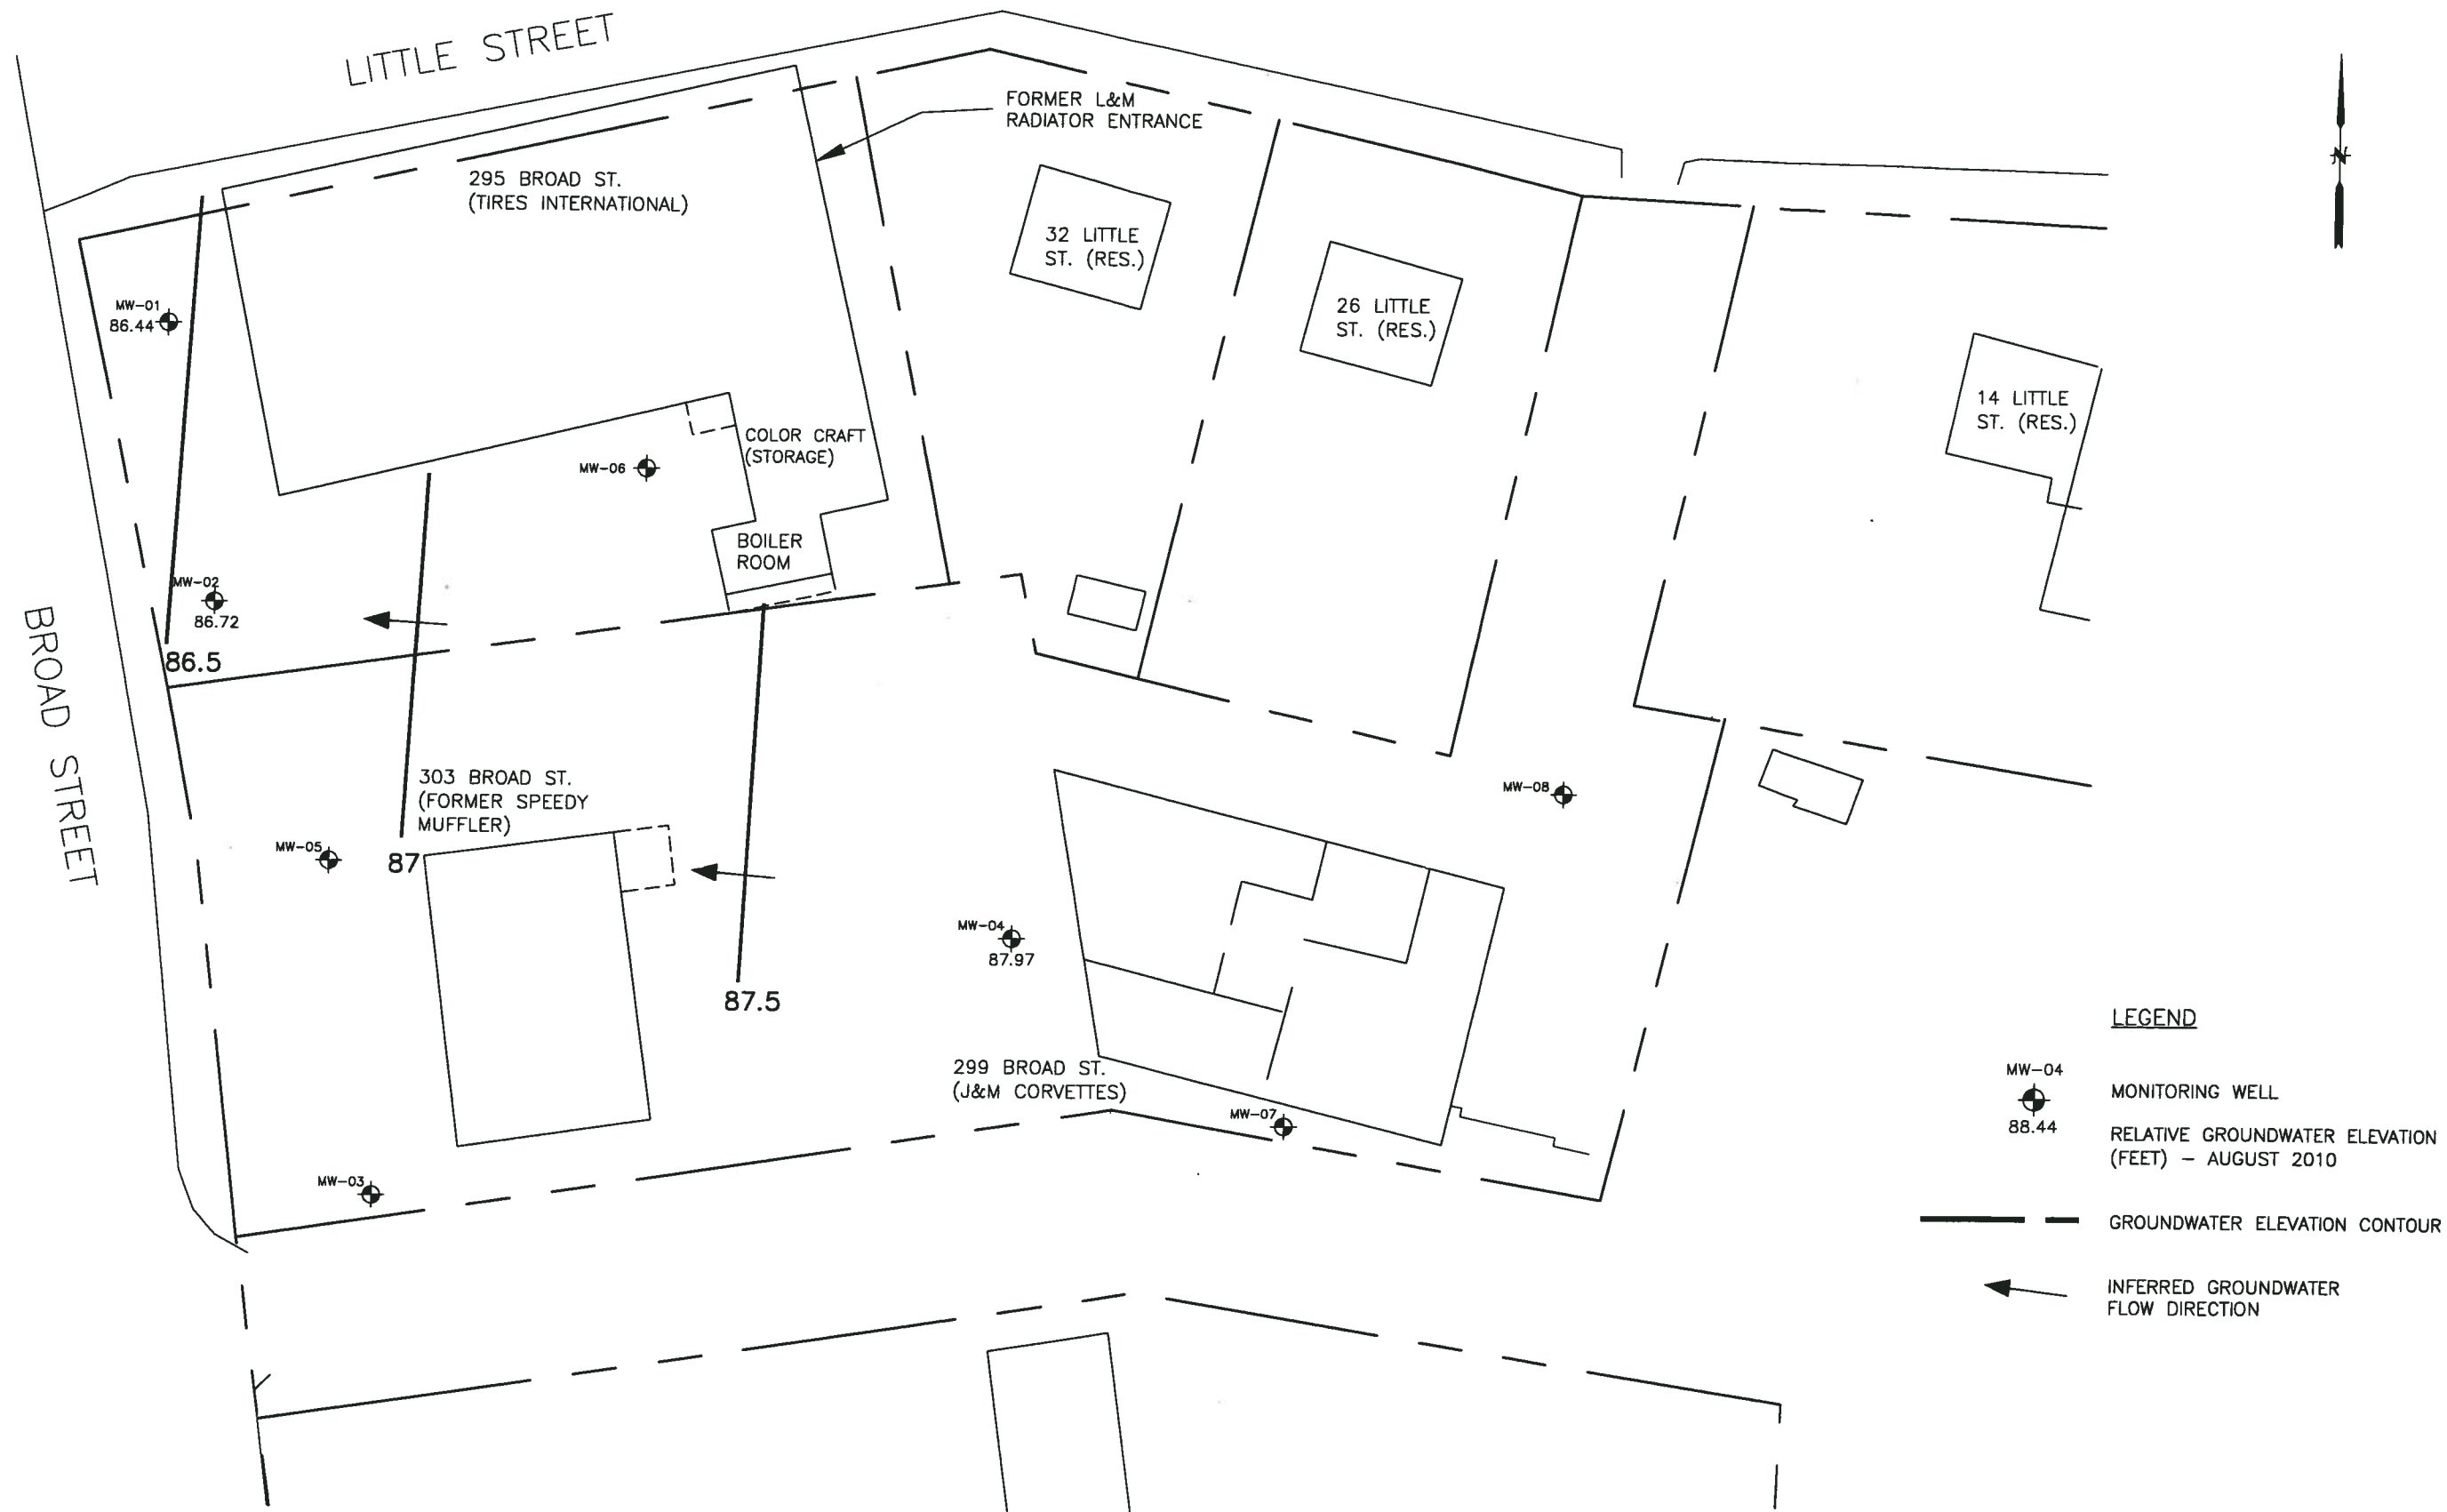 LITTLE STREET
FORMER L&M
RADIATOR ENTRANCE
295 BROAD ST.
(TIRES INTERNATIONAL)
N
32 LITTLE
ST. (RES.)
26 LITTLE
ST. (RES.)
14 LITTLE
ST. (RES.)
MW-01
86.44
COLOR CRAFT
(STORAGE)
MW-06
BOILER
ROOM
MW-02
86.72
86.5
BROAD STREET
303 BROAD ST.
(FORMER SPEEDY
MUFFLER)
MW-05
87
MW-08
MW-04
87.97
87.5
299 BROAD ST.
(J&M CORVETTES)
MW-07
MW-03
LEGEND
MW-04
88.44
MONITORING WELL
RELATIVE GROUNDWATER ELEVATION
(FEET) - AUGUST 2010
GROUNDWATER ELEVATION CONTOUR
INFERRED GROUNDWATER
FLOW DIRECTION